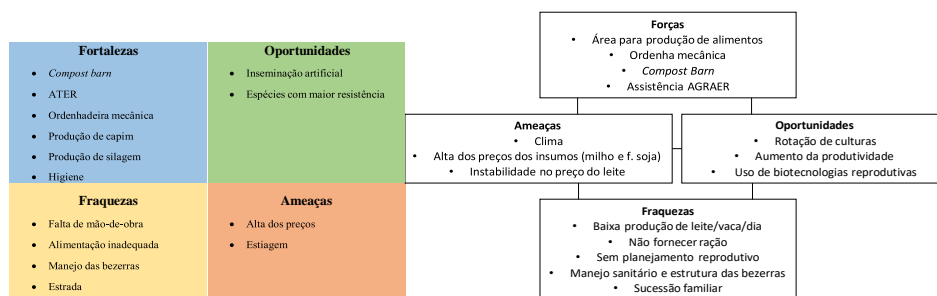 Fortalezas
• Compost barn
• ATER
• Ordenhadeira mecânica
• Produção de capim
• Produção de silagem
• Higiene
Oportunidades
• Inseminação artificial
• Espécies com maior resistência
Fraquezas
• Falta de mão-de-obra
• Alimentação inadequada
• Manejo das bezerras
• Estrada
Ameaças
• Alta dos preços
• Estiagem
Forças
• Área para produção de alimentos
• Ordenha mecânica
• Compost Barn
• Assistência AGRAER
Ameaças
• Clima
• Alta dos preços dos insumos (milho e f. soja)
• Instabilidade no preço do leite
Oportunidades
• Rotação de culturas
• Aumento da produtividade
• Uso de biotecnologias reprodutivas
Fraquezas
• Baixa produção de leite/vaca/dia
• Não fornecer ração
• Sem planejamento reprodutivo
• Manejo sanitário e estrutura das bezerras
• Sucessão familiar